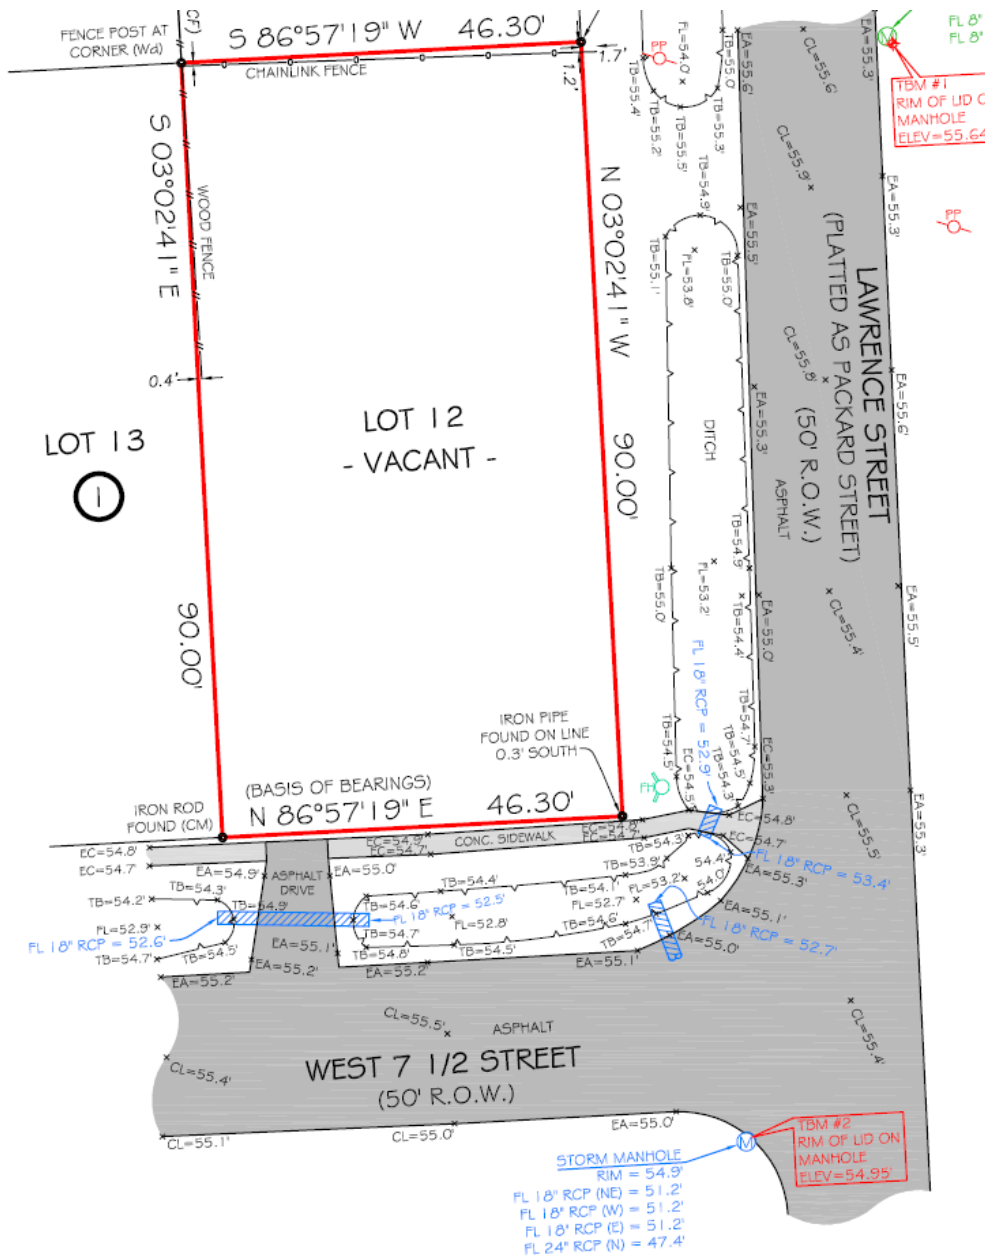 FENCE POST AT
CORNER (Wd)
CF)
S 86°57'19" W 46.30'
CHAINLINK FENCE
1.7'
1.2'
PP
FL=54.0'
TB=55.0'
EA=55.6'
CL=55.6'
EA=55.3'
FL 8"
FL 8"
M
TBM #1
RIM OF LID O
MANHOLE
ELEV=55.64
TB=55.4'
TB=55.2'
TB=55.5'
TB=55.3'
S 03°02'41" E
WOOD FENCE
N 03°02'41" W
TB=54.9'
CL=55.9'
EA=55.3'
PP
TB=55.1'
FL=53.8'
TB=55.0'
EA=55.5'
LAWRENCE STREET
(PLATTED AS PACKARD STREET)
(50' R.O.W.)
ASPHALT
CL=55.8'
EA=55.6'
0.4'
LOT 13
1
LOT 12
- VACANT -
90.00'
DITCH
EA=55.3'
TB=54.9'
TB=55.0'
FL=53.2'
TB=54.4'
EA=55.0'
CL=55.4'
EA=55.5'
90.00'
FL 18" RCP = 52.9'
TB=54.7'
IRON PIPE
FOUND ON LINE
0.3' SOUTH
TB=54.5'
TB=54.5'
EC=54.5'
TB=54.3'
EA=55.3'
FH
(BASIS OF BEARINGS)
N 86°57'19" E 46.30'
IRON ROD
FOUND (CM)
EC=54.8'
EC=54.7'
EC=54.9'
EC=54.7'
CONC. SIDEWALK
EC=54.8'
EC=54.7'
EC=54.8'
EC=54.7'
CL=55.5'
EA=55.3'
EA=54.9'
ASPHALT
DRIVE
EA=55.0'
TB=54.3'
TB=53.9'
54.4'
54.0'
FL 18" RCP = 53.4'
EA=55.3'
TB=54.3'
TB=54.2'
TB=54.9'
TB=54.6'
TB=54.4'
TB=54.1'
FL=53.2'
FL=52.7'
EA=55.1'
FL=52.9'
FL 18" RCP = 52.6'
FL 18" RCP = 52.5'
FL=52.8'
TB=54.6'
TB=54.7'
FL 18" RCP = 52.7'
TB=54.7'
TB=54.5'
EA=55.1'
TB=54.7'
TB=54.8'
TB=54.5'
EA=55.0'
EA=55.2'
EA=55.2'
EA=55.2'
EA=55.1'
CL=55.5'
ASPHALT
CL=55.4'
CL=55.4'
WEST 7 1/2 STREET
(50' R.O.W.)
CL=55.1'
CL=55.0'
EA=55.0'
M
TBM #2
RIM OF LID ON
MANHOLE
ELEV=54.95'
STORM MANHOLE
RIM = 54.9'
FL 18" RCP (NE) = 51.2'
FL 18" RCP (W) = 51.2'
FL 18" RCP (E) = 51.2'
FL 24" RCP (N) = 47.4'